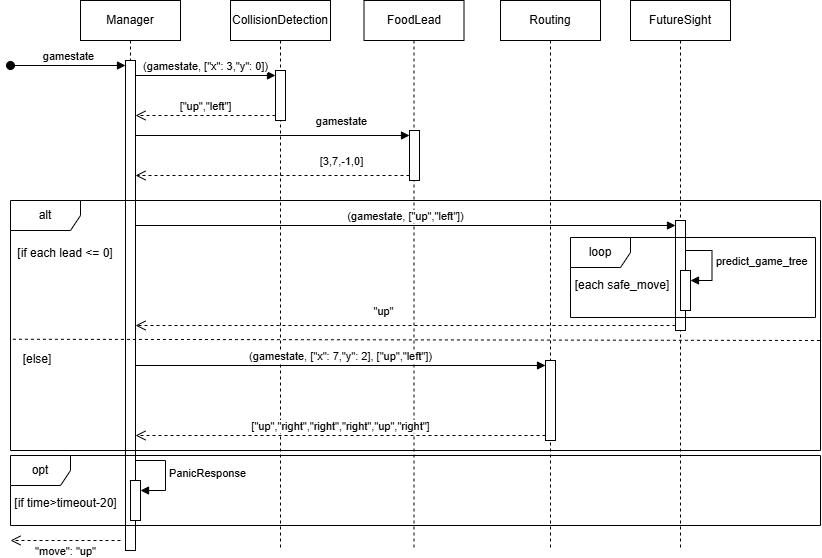 Manager
CollisionDetection
FoodLead
Routing
FutureSight
gamestate
(gamestate, ["x": 3,"y": 0])
["up","left"]
gamestate
[3,7,-1,0]
alt
(gamestate, ["up","left"])
[if each lead <= 0]
loop
predict_game_tree
[each safe_move]
"up"
[else]
(gamestate, ["x": 7,"y": 2], ["up","left"])
["up","right","right","right","up","right"]
opt
PanicResponse
[if time>timeout-20]
"move": "up"